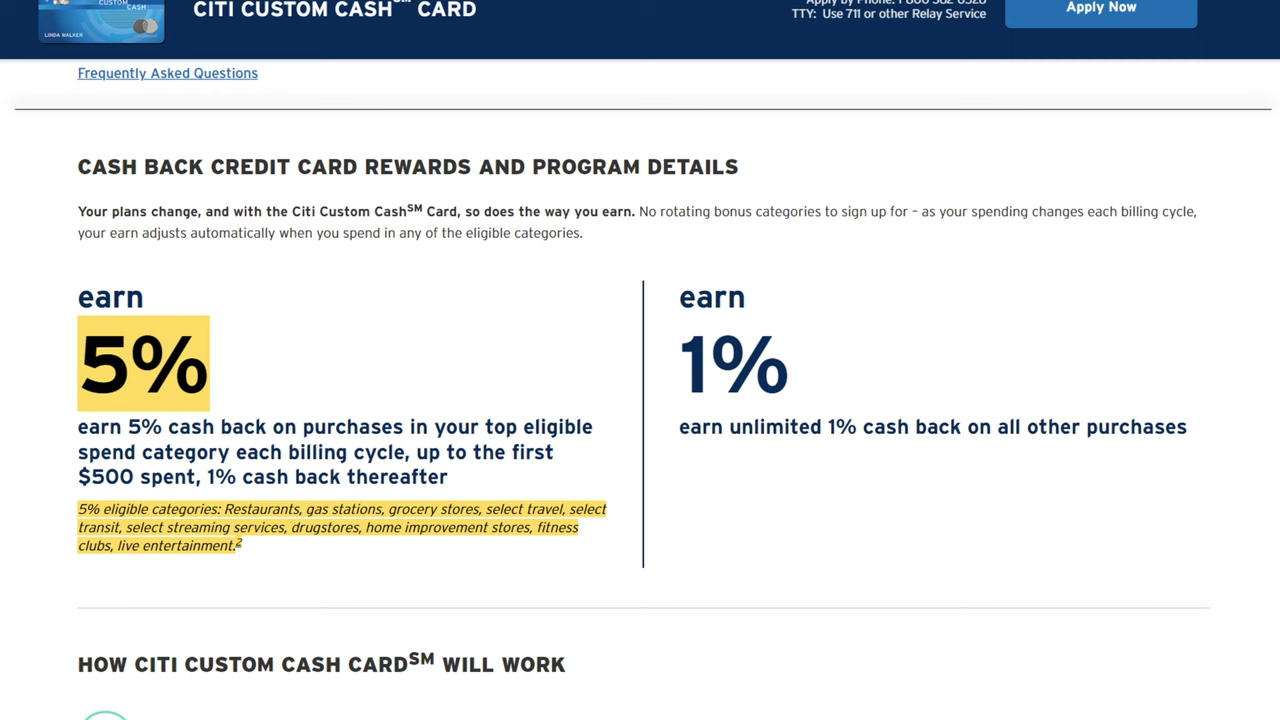 CUSTOM
CASH
LINDA WALKER
CITI CUSTOM CASH℠ CARD
Apply by Phone: 1-800-382-0328
TTY: Use 711 or other Relay Service
Apply Now
Frequently Asked Questions
CASH BACK CREDIT CARD REWARDS AND PROGRAM DETAILS
Your plans change, and with the Citi Custom Cash℠ Card, so does the way you earn. No rotating bonus categories to sign up for – as your spending changes each billing cycle,
your earn adjusts automatically when you spend in any of the eligible categories.
earn
5%
earn 5% cash back on purchases in your top eligible
spend category each billing cycle, up to the first
$500 spent, 1% cash back thereafter
5% eligible categories: Restaurants, gas stations, grocery stores, select travel, select
transit, select streaming services, drugstores, home improvement stores, fitness
clubs, live entertainment.²
earn
1%
earn unlimited 1% cash back on all other purchases
HOW CITI CUSTOM CASH CARD℠ WILL WORK